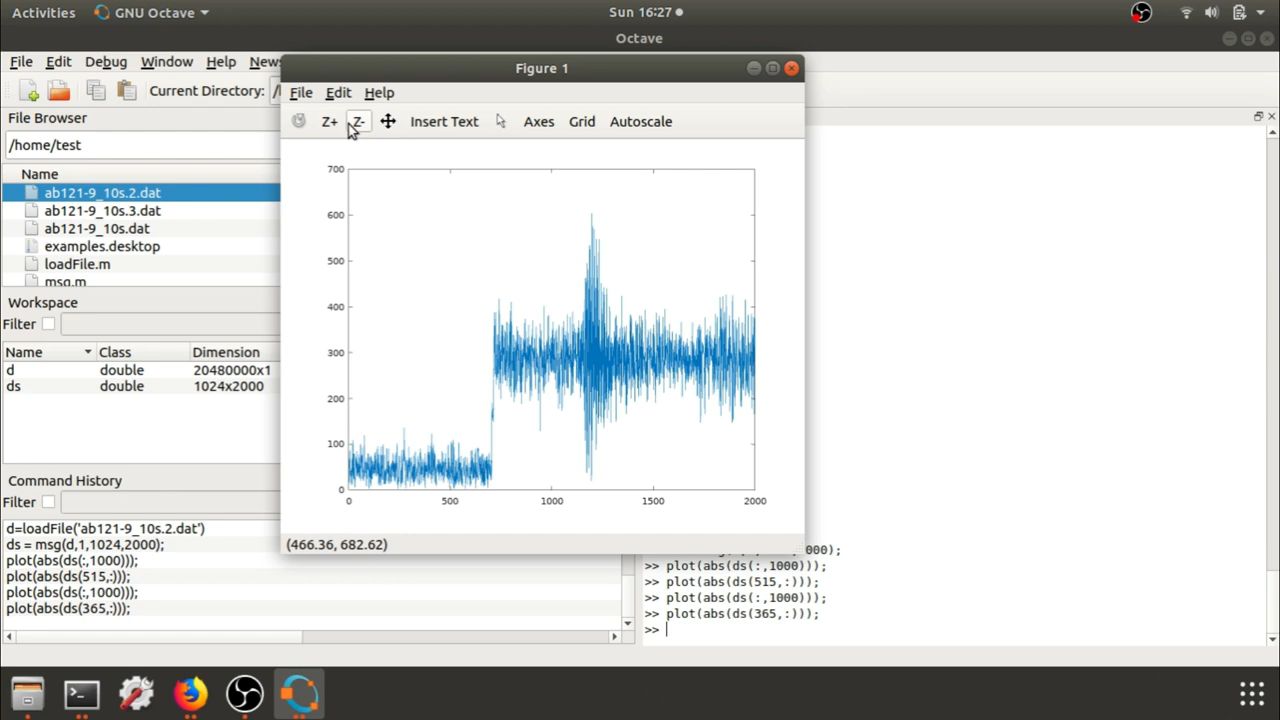 Activities GNU Octave Sun 16:27
Octave
File Edit Debug Window Help News
Current Directory:
File Browser
/home/test
Name
ab121-9_10s.2.dat
ab121-9_10s.3.dat
ab121-9_10s.dat
examples.desktop
loadFile.m
msg.m
Workspace
Filter
Name Class Dimension
d double 20480000x1
ds double 1024x2000
Command History
Filter
d=loadFile('ab121-9_10s.2.dat')
ds = msg(d,1,1024,2000);
plot(abs(ds(:,1000)));
plot(abs(ds(515,:)));
plot(abs(ds(:,1000)));
plot(abs(ds(365,:)));
Figure 1
File Edit Help
Z+ Z- Insert Text Axes Grid Autoscale
700
600
500
400
300
200
100
0
0 500 1000 1500 2000
(466.36, 682.62)
000);
>> plot(abs(ds(:,1000)));
>> plot(abs(ds(515,:)));
>> plot(abs(ds(:,1000)));
>> plot(abs(ds(365,:)));
>>